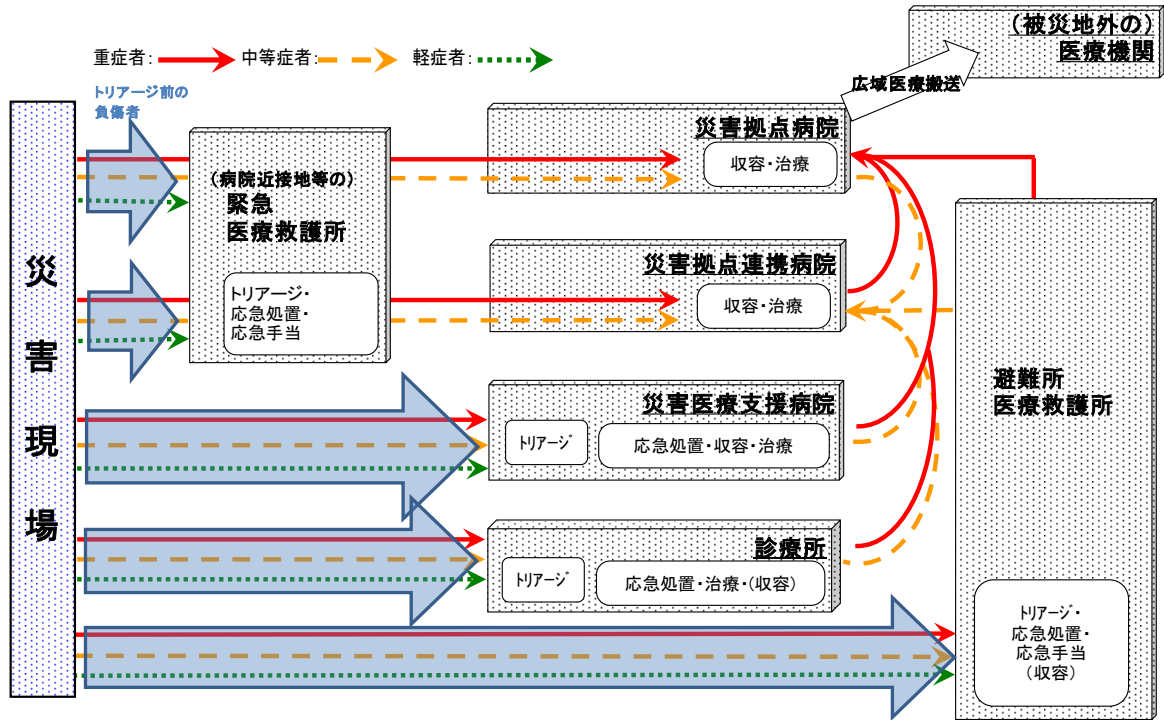 (被災地外の)
医療機関
重症者:
中等症者:
軽症者:
広域医療搬送
トリアージ前の
負傷者
災害現場
(病院近接地等の)
緊急
医療救護所
トリアージ・
応急処置・
応急手当
災害拠点病院
収容・治療
災害拠点連携病院
収容・治療
災害医療支援病院
トリアージ
応急処置・収容・治療
診療所
トリアージ
応急処置・治療・(収容)
避難所
医療救護所
トリアージ・
応急処置・
応急手当
(収容)